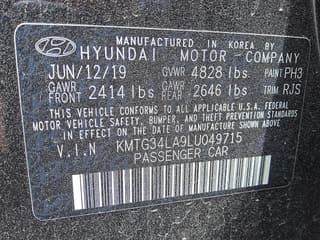 MANUFACTURED IN KOREA BY
HYUNDAI MOTOR COMPANY
JUN/12/19 GVWR 4828 lbs. PAINT PH3
GAWR FRONT 2414 lbs GAWR REAR 2646 lbs. TRIM RJS
THIS VEHICLE CONFORMS TO ALL APPLICABLE U.S.A. FEDERAL
MOTOR VEHICLE SAFETY, BUMPER, AND THEFT PREVENTION STANDARDS
IN EFFECT ON THE DATE OF MANUFACTURE SHOWN ABOVE.
V.I.N KMTG34LA9LU049715
PASSENGER CAR